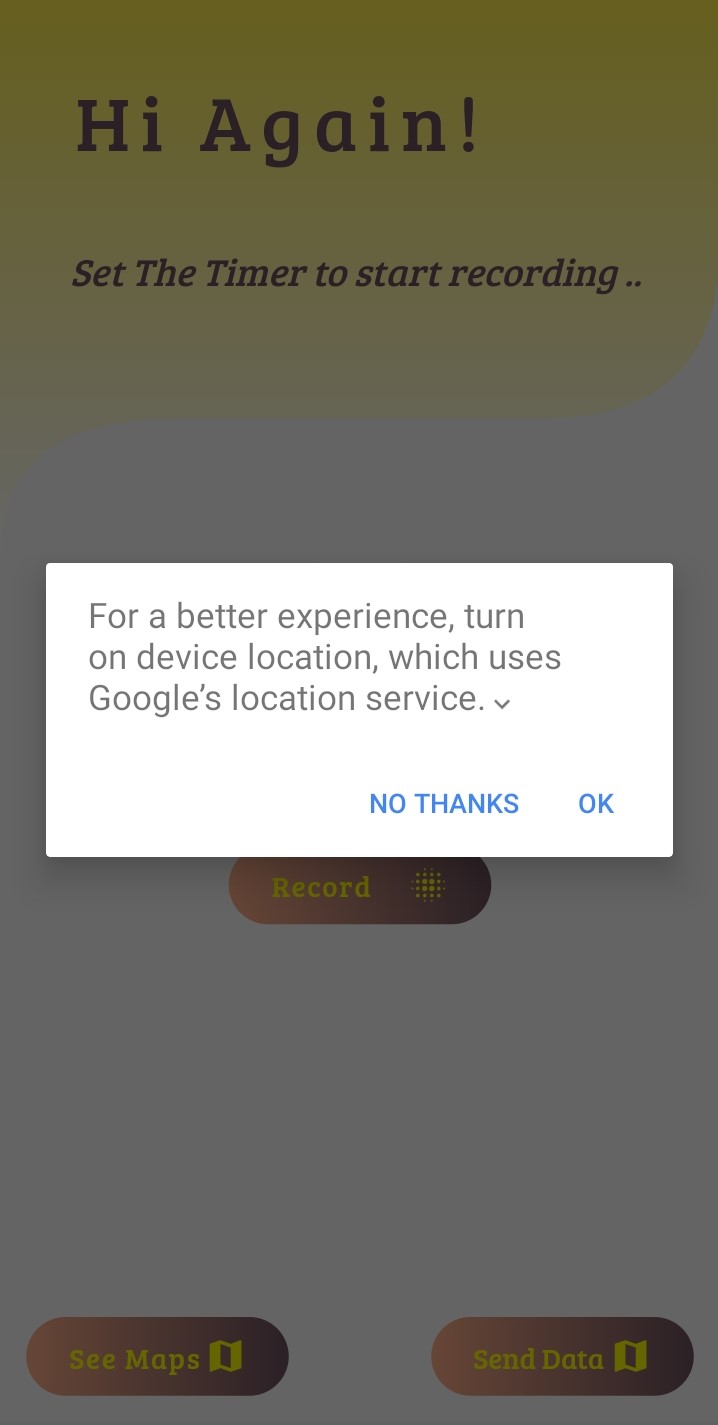 Hi Again!
Set The Timer to start recording ..
For a better experience, turn
on device location, which uses
Google’s location service.
NO THANKS OK
Record
See Maps Send Data